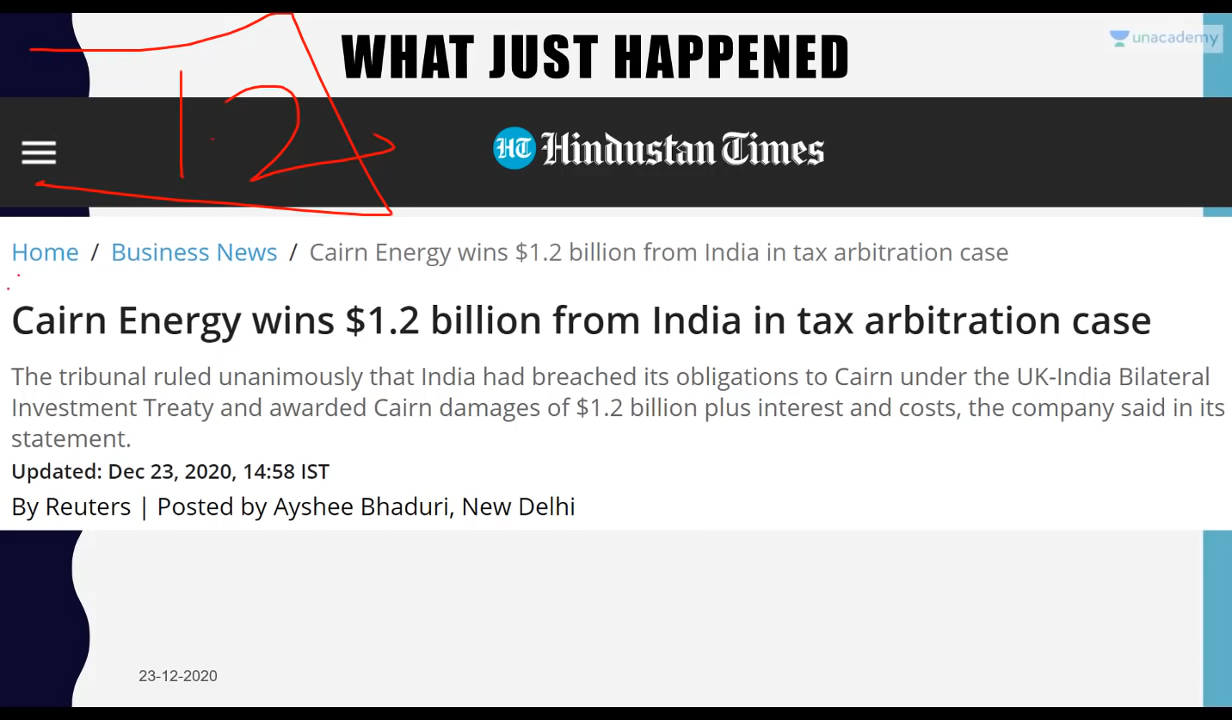 WHAT JUST HAPPENED
unacademy
1.2
HT Hindustan Times
Home / Business News / Cairn Energy wins $1.2 billion from India in tax arbitration case
Cairn Energy wins $1.2 billion from India in tax arbitration case
The tribunal ruled unanimously that India had breached its obligations to Cairn under the UK-India Bilateral
Investment Treaty and awarded Cairn damages of $1.2 billion plus interest and costs, the company said in its
statement.
Updated: Dec 23, 2020, 14:58 IST
By Reuters | Posted by Ayshee Bhaduri, New Delhi
23-12-2020